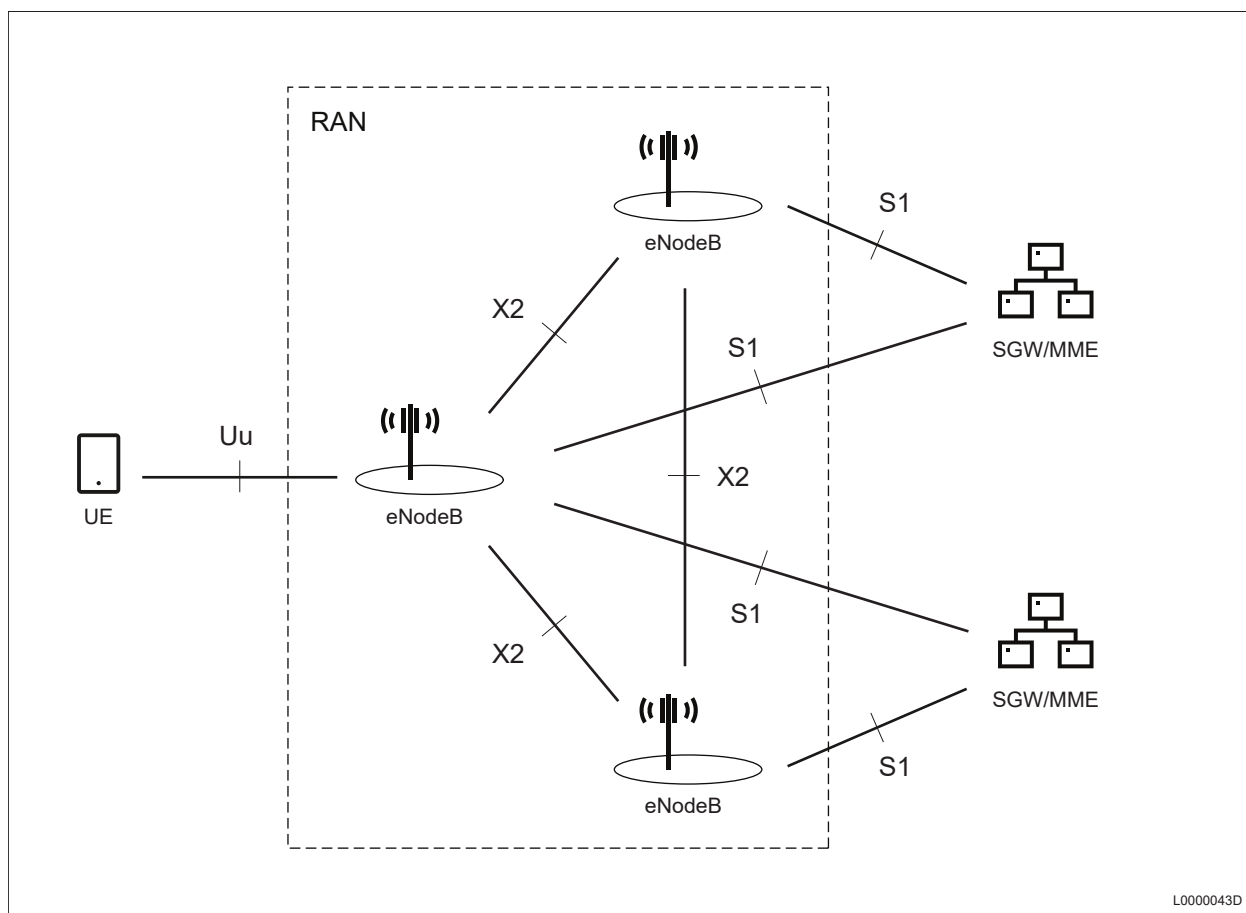 RAN
eNodeB
S1
X2
S1
SGW/MME
Uu
UE
eNodeB
X2
X2
S1
SGW/MME
eNodeB
S1
L0000043D